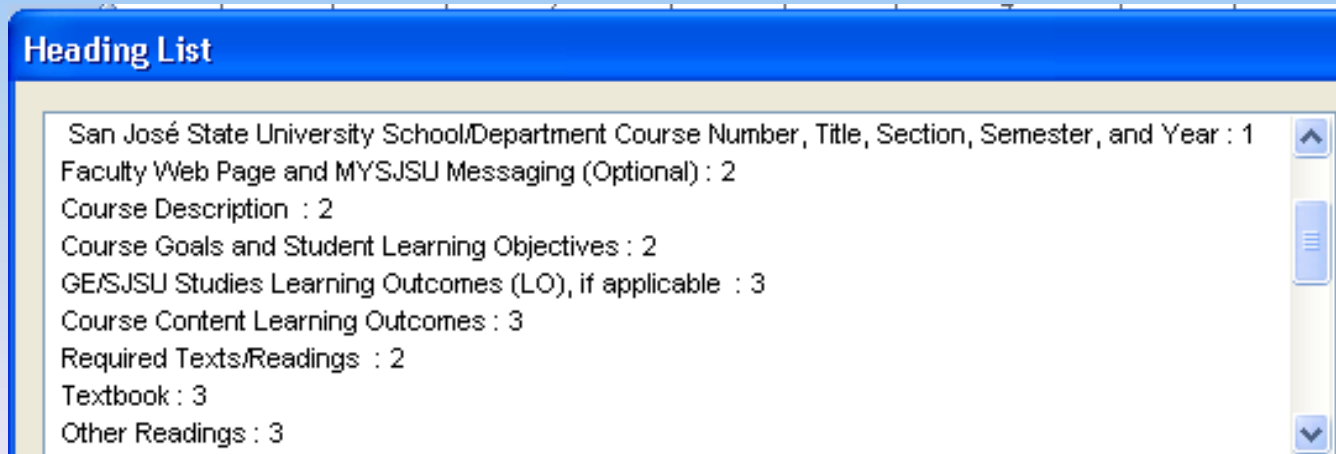 Heading List
San José State University School/Department Course Number, Title, Section, Semester, and Year : 1
Faculty Web Page and MYSJSU Messaging (Optional) : 2
Course Description : 2
Course Goals and Student Learning Objectives : 2
GE/SJSU Studies Learning Outcomes (LO), if applicable : 3
Course Content Learning Outcomes : 3
Required Texts/Readings : 2
Textbook : 3
Other Readings : 3